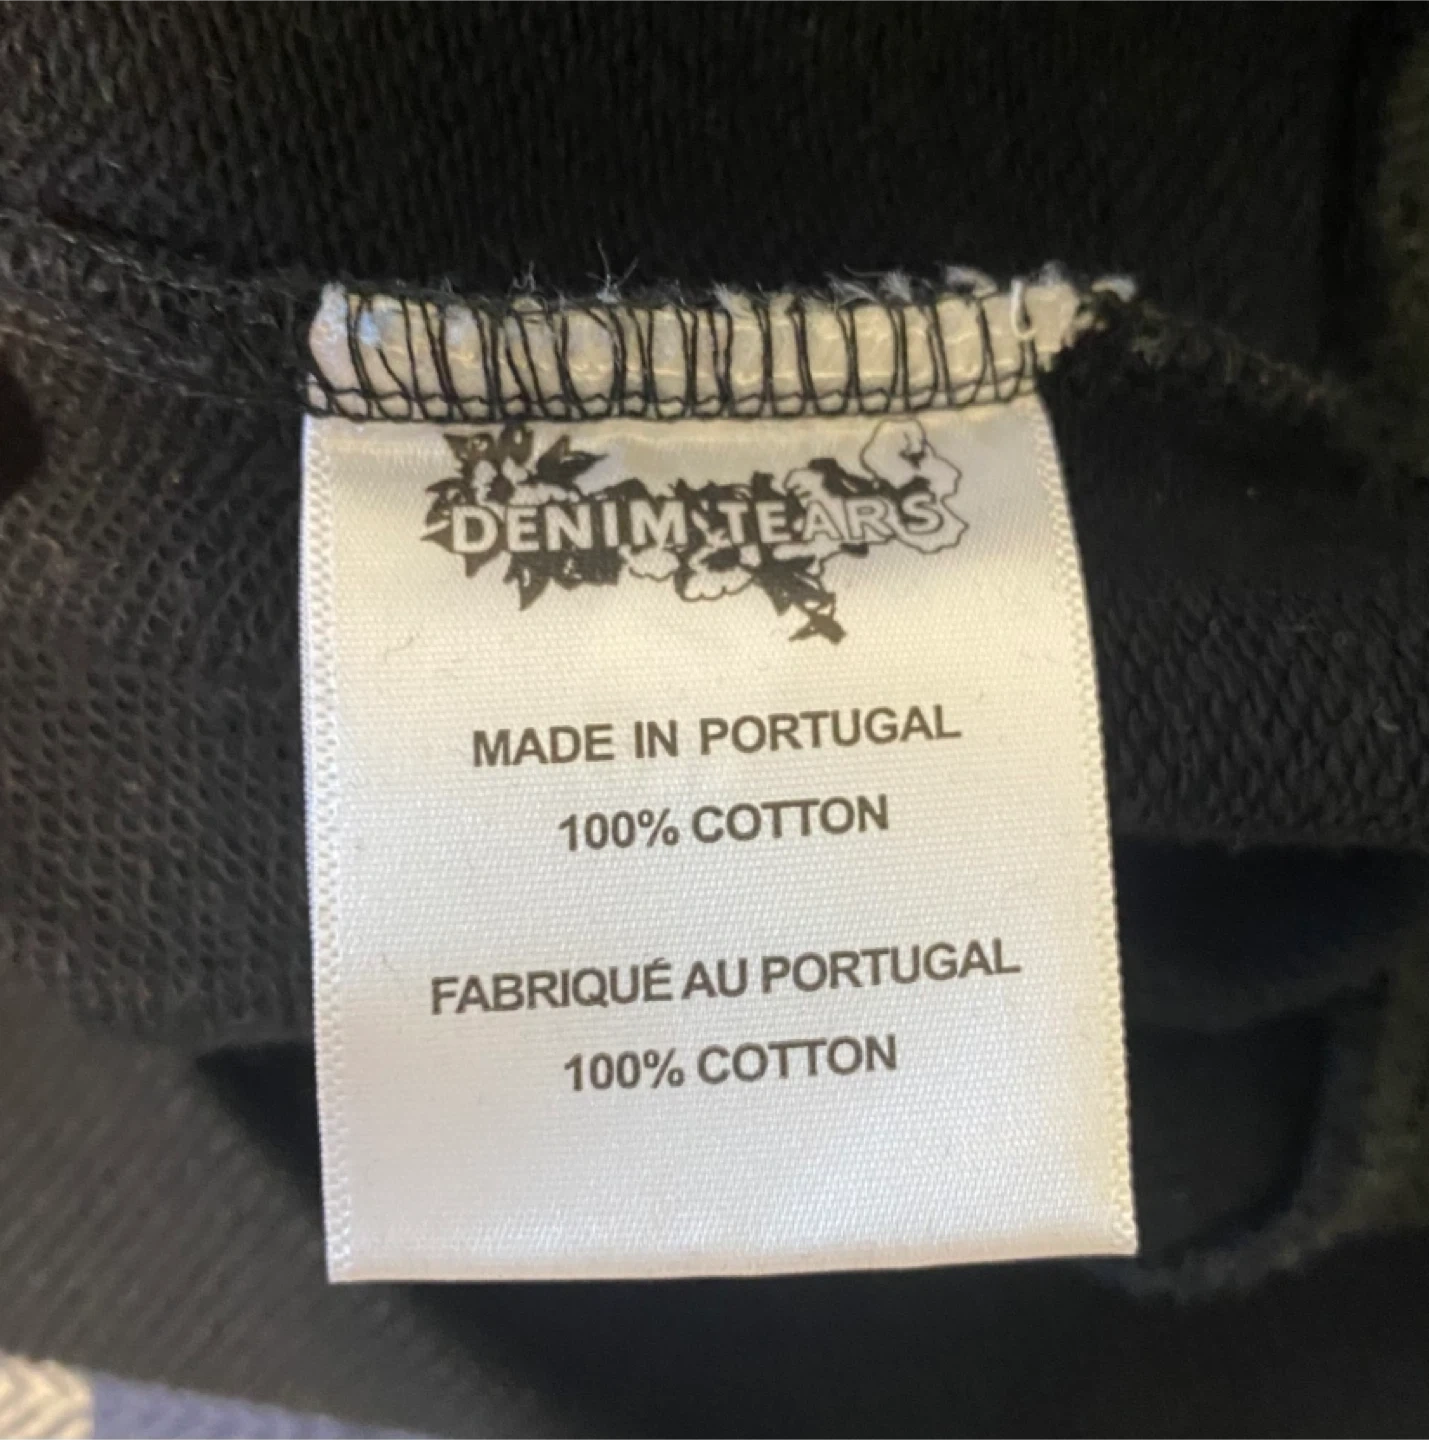 DENIM TEARS
MADE IN PORTUGAL
100% COTTON
FABRIQUÉ AU PORTUGAL
100% COTTON